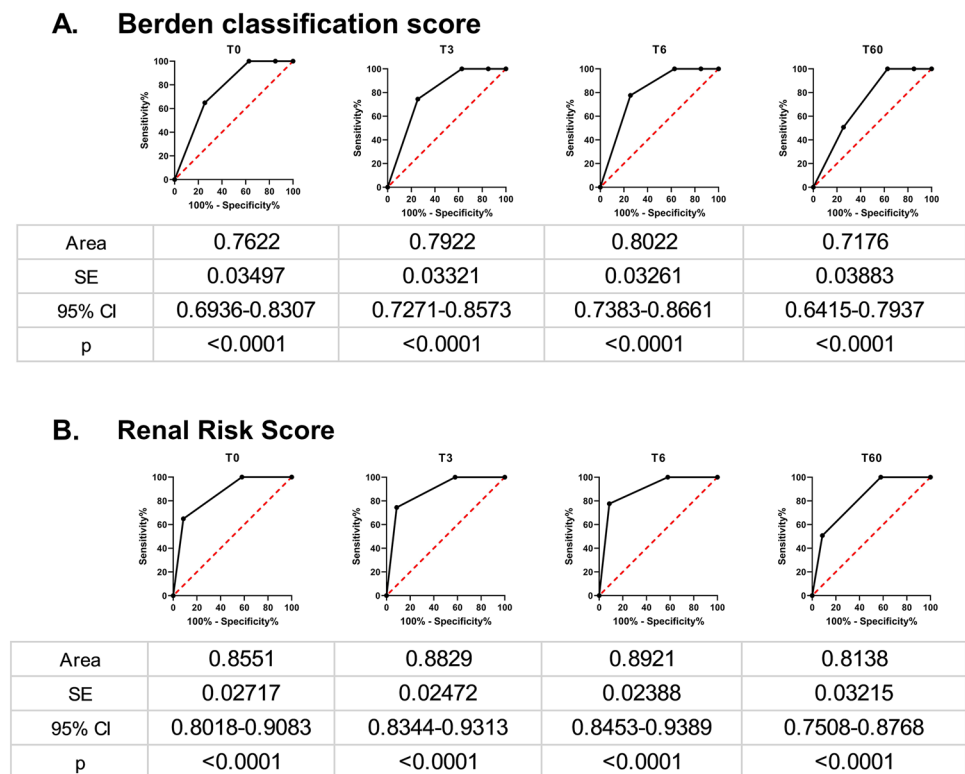 A. Berden classification score
T0 T3 T6 T60
100 100 100 100
80 80 80 80
60 60 60 60
40 40 40 40
20 20 20 20
0 0 0 0
Sensitivity% Sensitivity% Sensitivity% Sensitivity%
0 20 40 60 80 100 0 20 40 60 80 100 0 20 40 60 80 100 0 20 40 60 80 100
100% - Specificity% 100% - Specificity% 100% - Specificity% 100% - Specificity%
Area 0.7622 0.7922 0.8022 0.7176
SE 0.03497 0.03321 0.03261 0.03883
95% CI 0.6936-0.8307 0.7271-0.8573 0.7383-0.8661 0.6415-0.7937
p <0.0001 <0.0001 <0.0001 <0.0001
B. Renal Risk Score
T0 T3 T6 T60
100 100 100 100
80 80 80 80
60 60 60 60
40 40 40 40
20 20 20 20
0 0 0 0
Sensitivity% Sensitivity% Sensitivity% Sensitivity%
0 20 40 60 80 100 0 20 40 60 80 100 0 20 40 60 80 100 0 20 40 60 80 100
100% - Specificity% 100% - Specificity% 100% - Specificity% 100% - Specificity%
Area 0.8551 0.8829 0.8921 0.8138
SE 0.02717 0.02472 0.02388 0.03215
95% CI 0.8018-0.9083 0.8344-0.9313 0.8453-0.9389 0.7508-0.8768
p <0.0001 <0.0001 <0.0001 <0.0001